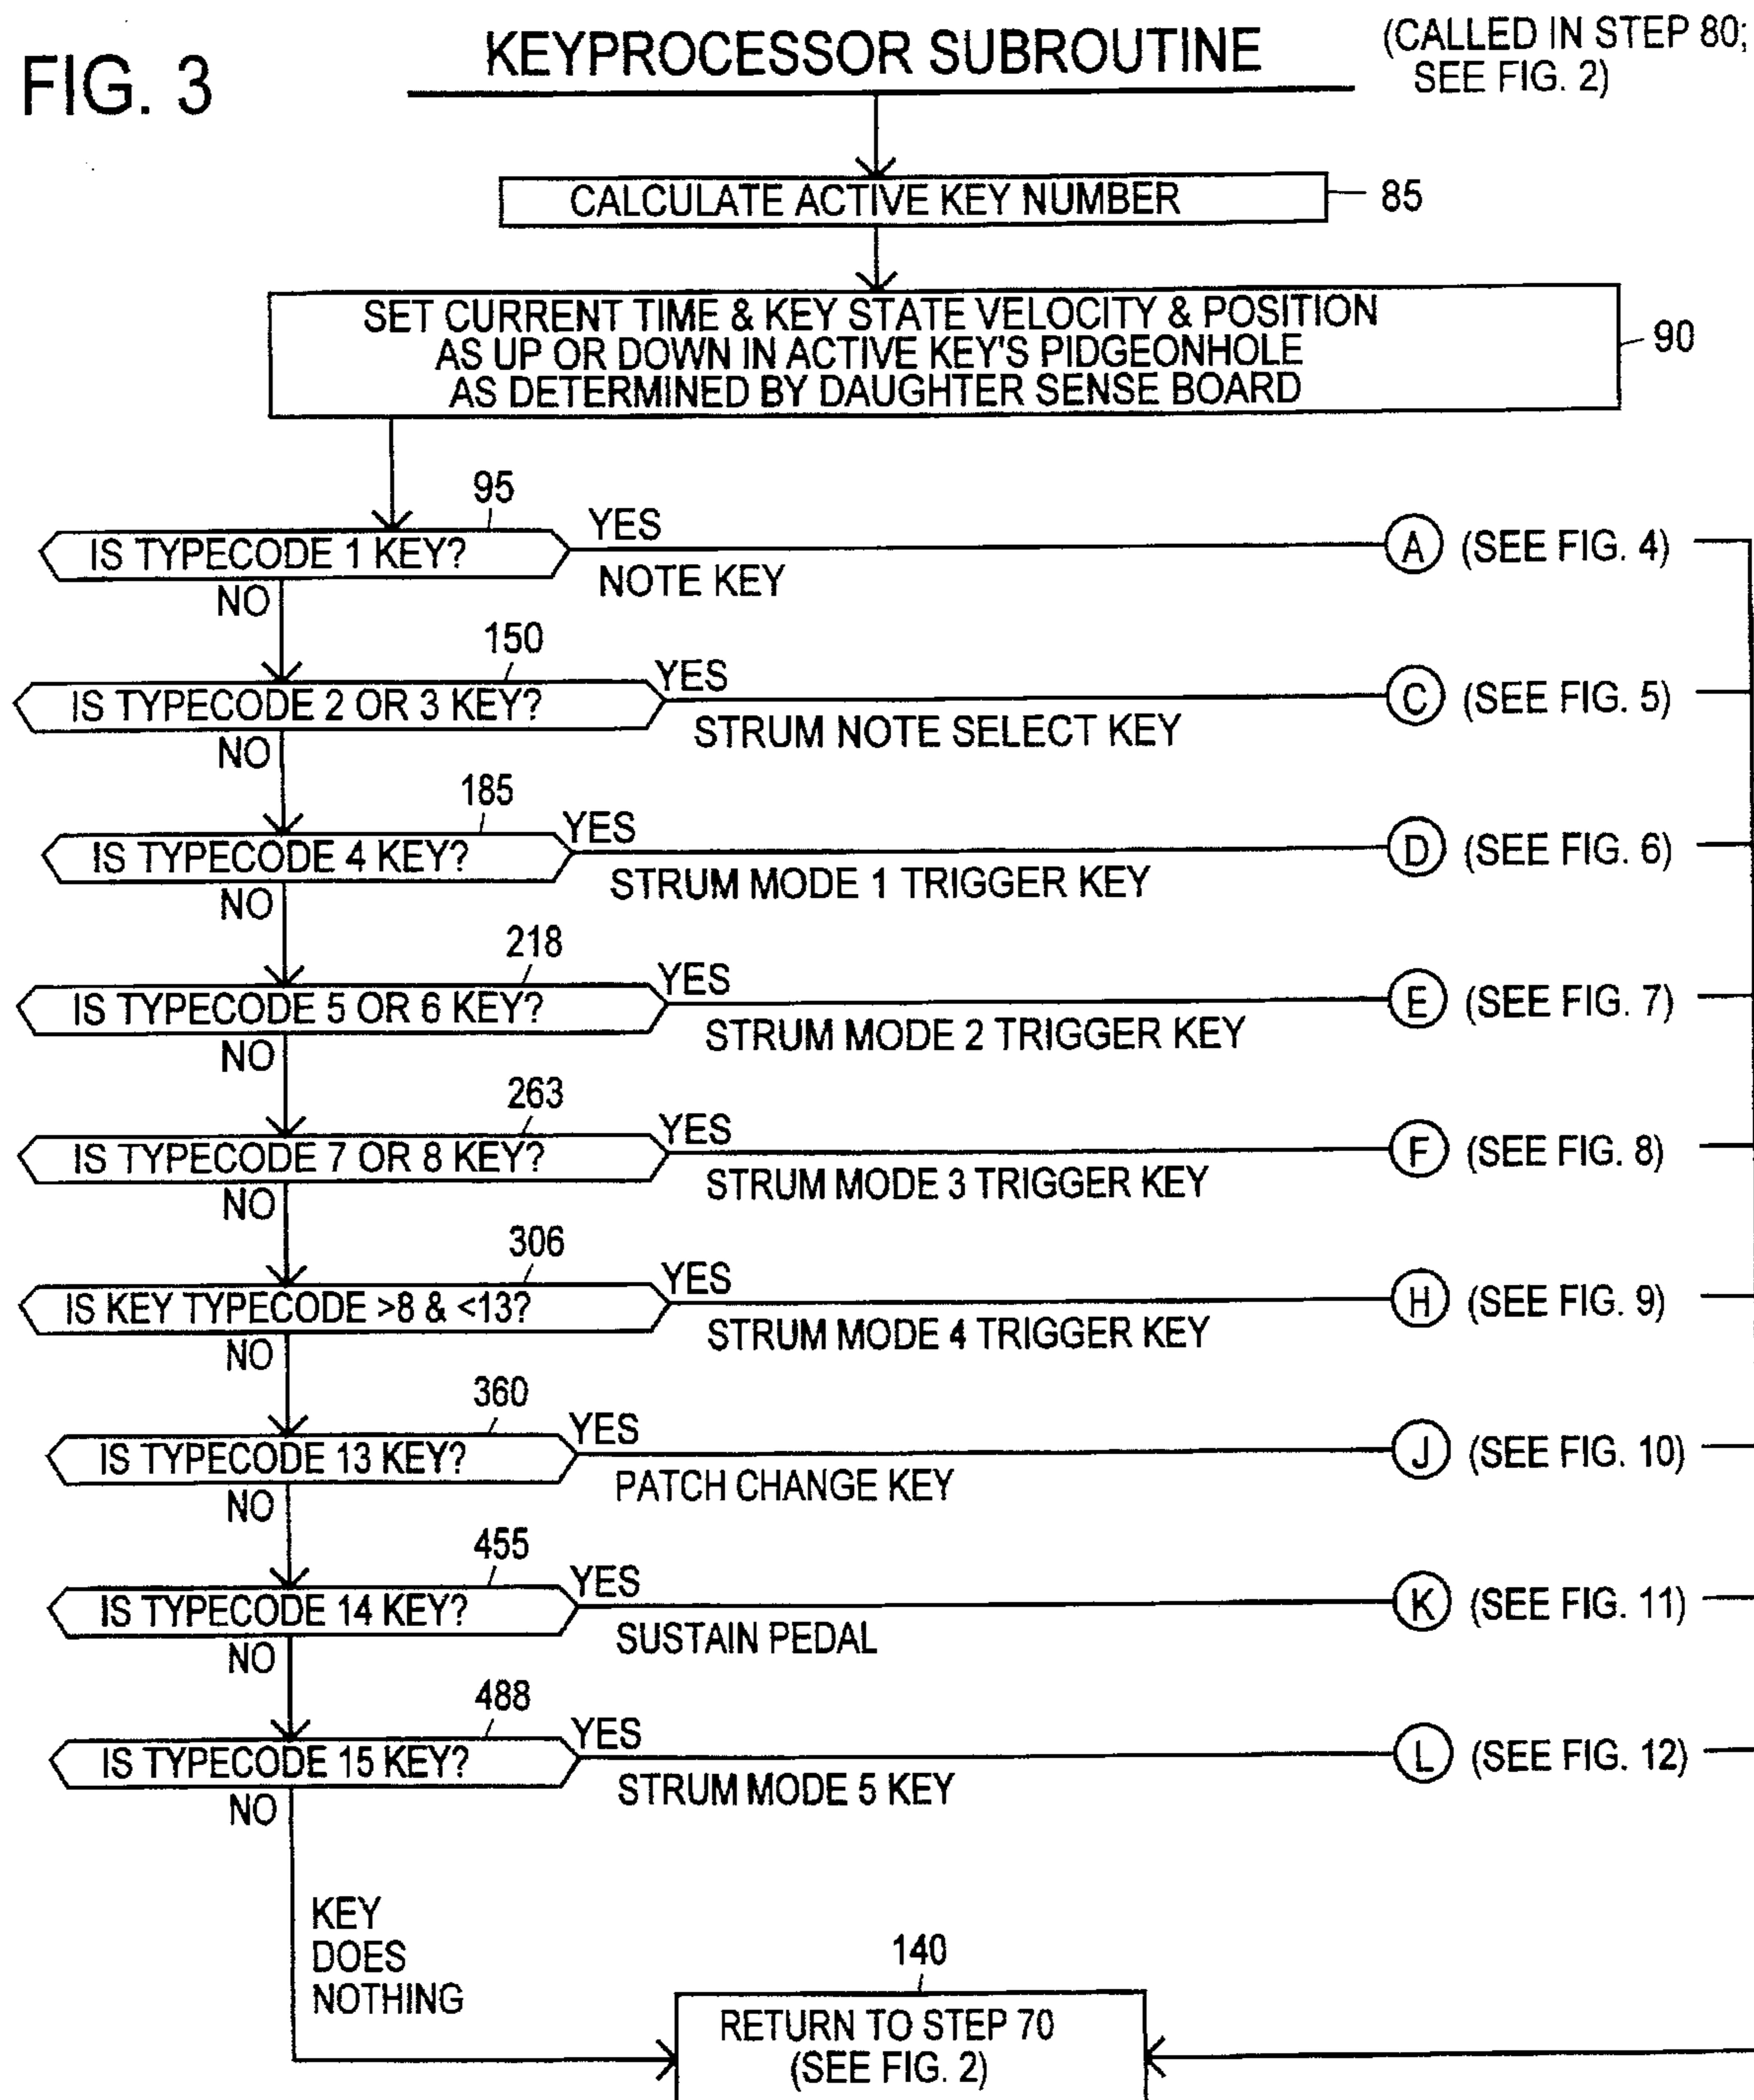 FIG. 3
KEYPROCESSOR SUBROUTINE
(CALLED IN STEP 80;
SEE FIG. 2)
CALCULATE ACTIVE KEY NUMBER
85
SET CURRENT TIME & KEY STATE VELOCITY & POSITION
AS UP OR DOWN IN ACTIVE KEY'S PIDGEONHOLE
AS DETERMINED BY DAUGHTER SENSE BOARD
90
95
IS TYPECODE 1 KEY?
YES
NOTE KEY
A (SEE FIG. 4)
NO
150
IS TYPECODE 2 OR 3 KEY?
YES
STRUM NOTE SELECT KEY
C (SEE FIG. 5)
NO
185
IS TYPECODE 4 KEY?
YES
STRUM MODE 1 TRIGGER KEY
D (SEE FIG. 6)
NO
218
IS TYPECODE 5 OR 6 KEY?
YES
STRUM MODE 2 TRIGGER KEY
E (SEE FIG. 7)
NO
263
IS TYPECODE 7 OR 8 KEY?
YES
STRUM MODE 3 TRIGGER KEY
F (SEE FIG. 8)
NO
306
IS KEY TYPECODE >8 & <13?
YES
STRUM MODE 4 TRIGGER KEY
H (SEE FIG. 9)
NO
360
IS TYPECODE 13 KEY?
YES
PATCH CHANGE KEY
J (SEE FIG. 10)
NO
455
IS TYPECODE 14 KEY?
YES
SUSTAIN PEDAL
K (SEE FIG. 11)
NO
488
IS TYPECODE 15 KEY?
YES
STRUM MODE 5 KEY
L (SEE FIG. 12)
NO
KEY
DOES
NOTHING
140
RETURN TO STEP 70
(SEE FIG. 2)